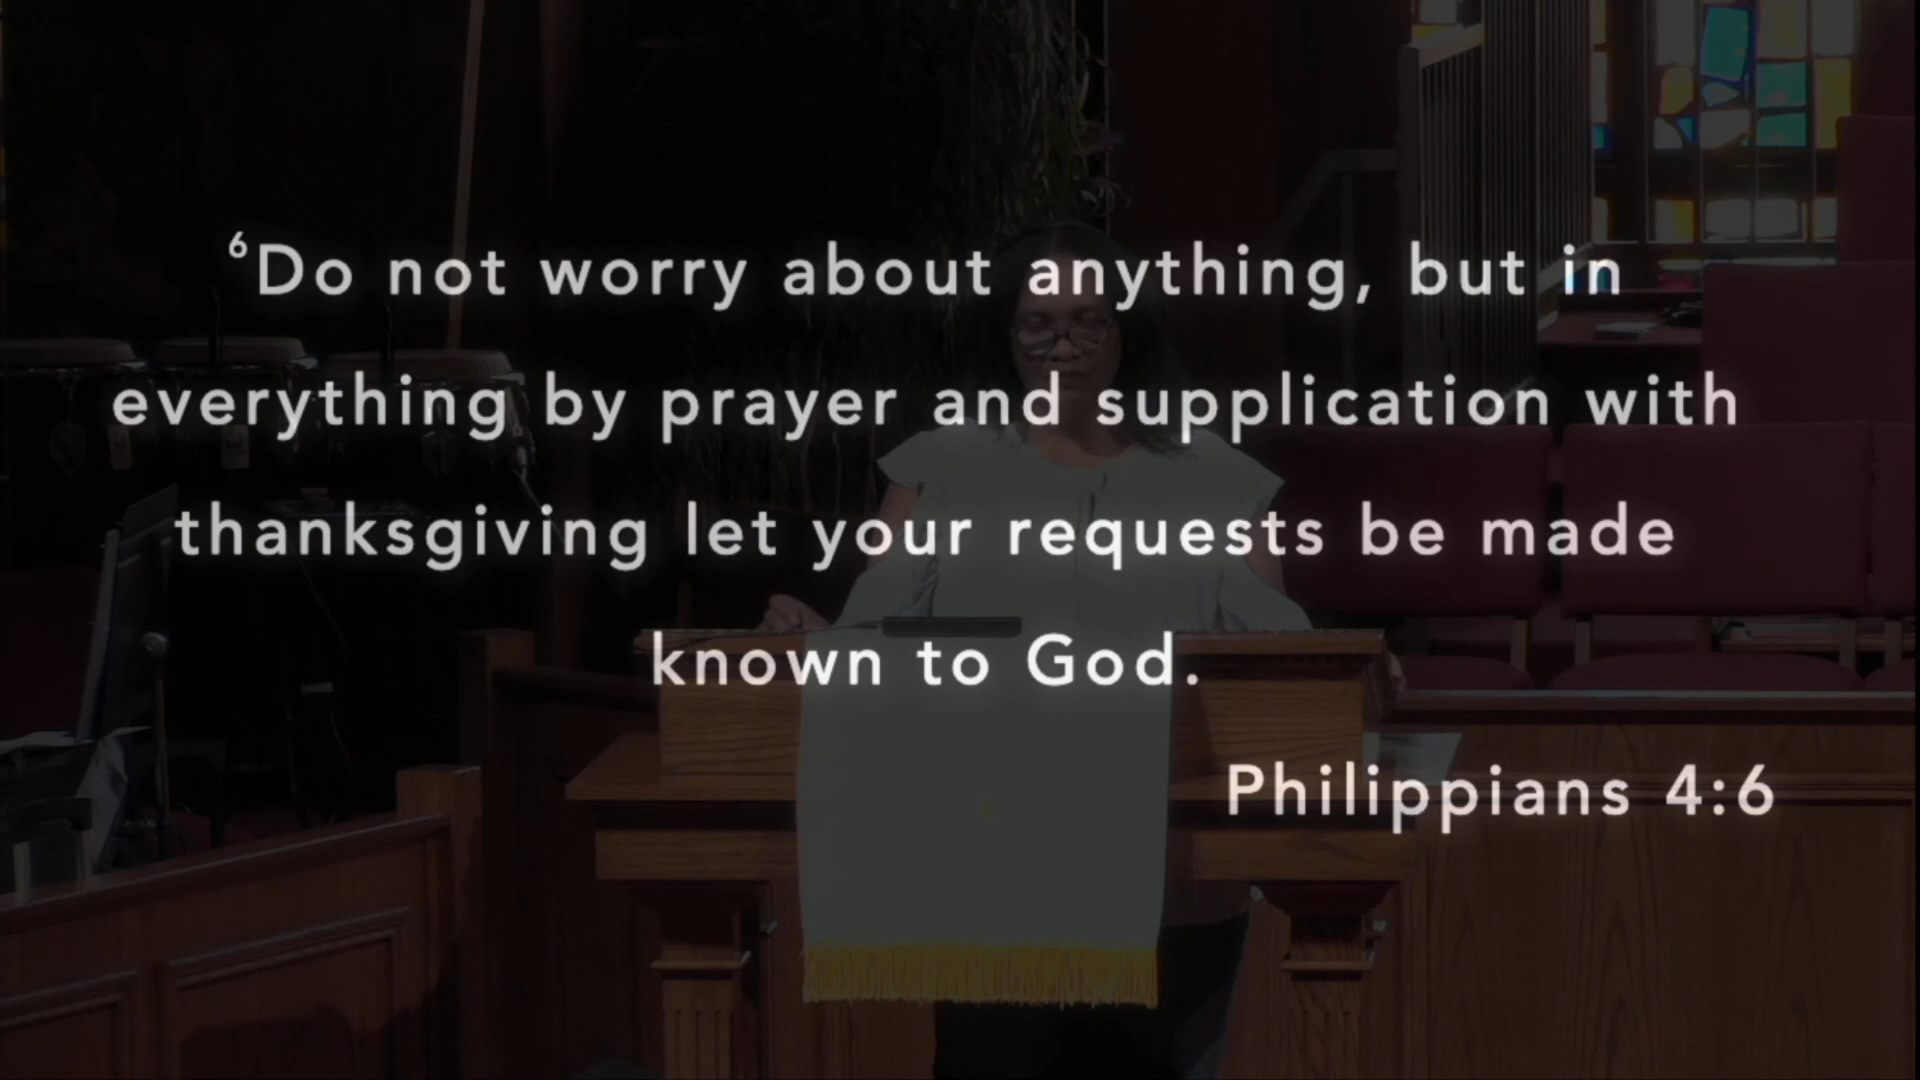 ⁶Do not worry about anything, but in
everything by prayer and supplication with
thanksgiving let your requests be made
known to God.
Philippians 4:6